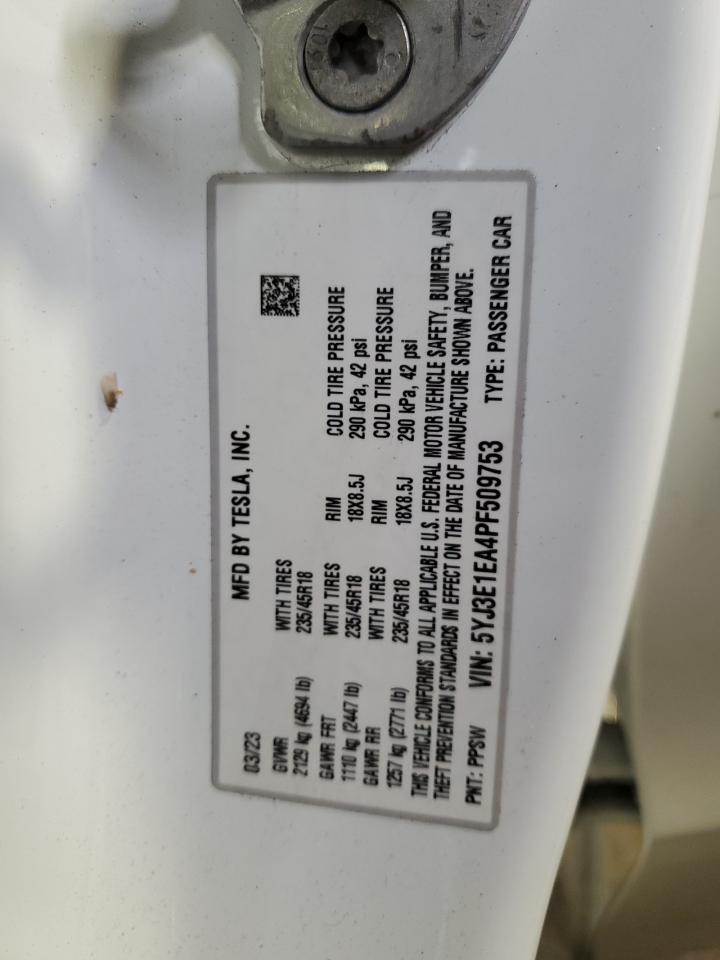 MFD BY TESLA, INC.
03/23
GVWR WITH TIRES
2129 kg (4694 lb) 235/45R18
GAWR FRT WITH TIRES RIM COLD TIRE PRESSURE
1110 kg (2447 lb) 235/45R18 18X8.5J 290 kPa, 42 psi
GAWR RR WITH TIRES RIM COLD TIRE PRESSURE
1257 kg (2771 lb) 235/45R18 18X8.5J 290 kPa, 42 psi
THIS VEHICLE CONFORMS TO ALL APPLICABLE U.S. FEDERAL MOTOR VEHICLE SAFETY, BUMPER, AND
THEFT PREVENTION STANDARDS IN EFFECT ON THE DATE OF MANUFACTURE SHOWN ABOVE.
PNT: PPSW VIN: 5YJ3E1EA4PF509753 TYPE: PASSENGER CAR